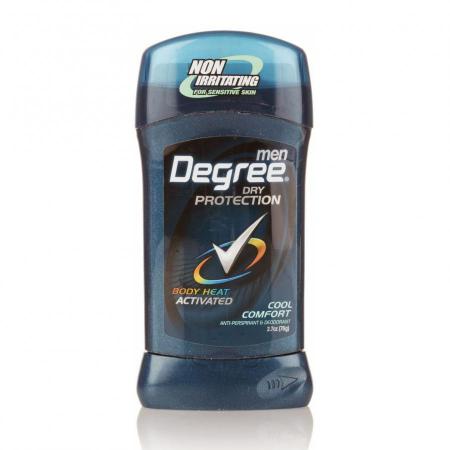 NON
IRRITATING
FOR SENSITIVE SKIN
men
Degree®
DRY
PROTECTION
BODY HEAT
ACTIVATED
COOL
COMFORT
ANTI-PERSPIRANT & DEODORANT
2.7oz (76g)